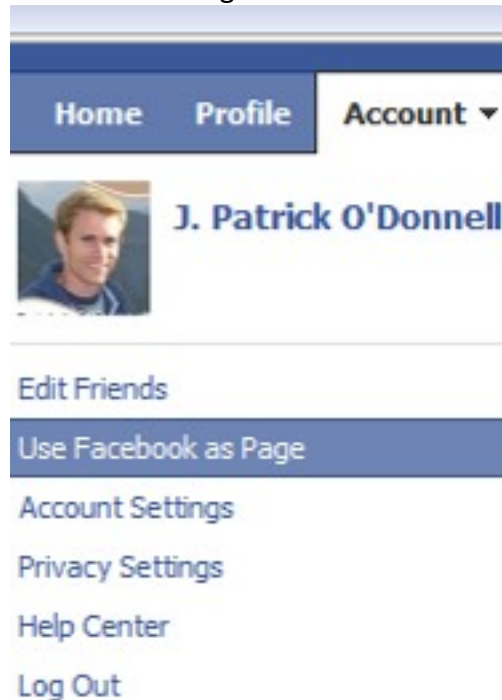 Home Profile Account
J. Patrick O'Donnell
Edit Friends
Use Facebook as Page
Account Settings
Privacy Settings
Help Center
Log Out